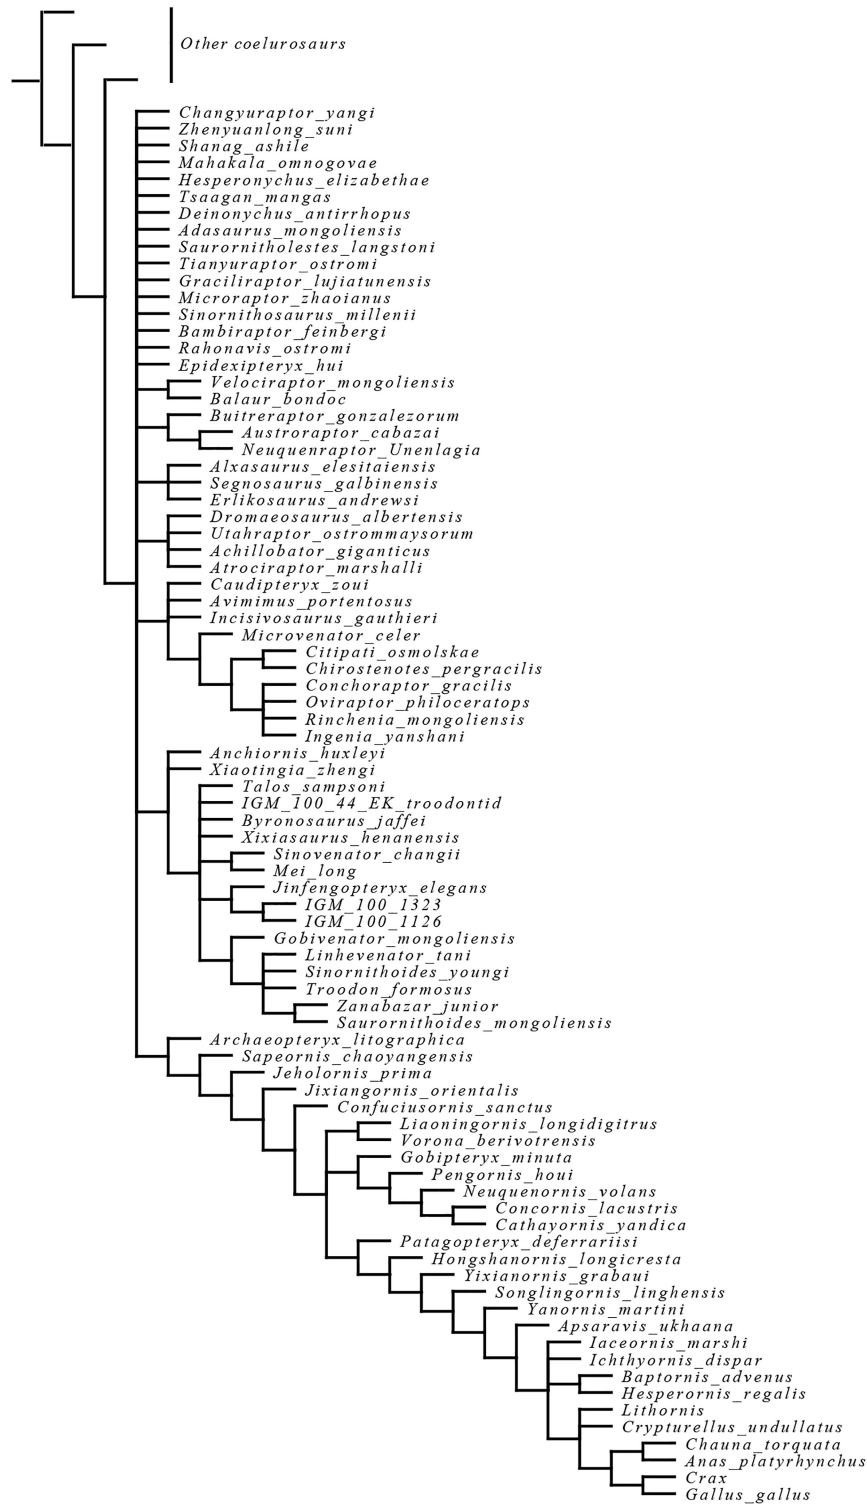 Other coelurosaurs
Changyuraptor_yangi
Zhenyuanlong_suni
Shanag_ashile
Mahakala_omnogovae
Hesperonychus_elizabethae
Tsaagan_mangas
Deinonychus_antirrhopus
Adasaurus_mongoliensis
Saurornitholestes_langstoni
Tianyuraptor_ostromi
Graciliraptor_lujiatunensis
Microraptor_zhaoianus
Sinornithosaurus_millenii
Bambiraptor_feinbergi
Rahonavis_ostromi
Epidexipteryx_hui
Velociraptor_mongoliensis
Balaur_bondoc
Buitreraptor_gonzalezorum
Austroraptor_cabazai
Neuquenraptor_Unenlagia
Alxasaurus_elesitaiensis
Segnosaurus_galbinensis
Erlikosaurus_andrewsi
Dromaeosaurus_albertensis
Utahraptor_ostrommaysorum
Achillobator_giganticus
Atrociraptor_marshalli
Caudipteryx_zoui
Avimimus_portentosus
Incisivosaurus_gauthieri
Microvenator_celer
Citipati_osmolskae
Chirostenotes_pergracilis
Conchoraptor_gracilis
Oviraptor_philoceratops
Rinchenia_mongoliensis
Ingenia_yanshani
Anchiornis_huxleyi
Xiaotingia_zhengi
Talos_sampsoni
IGM_100_44_EK_troodontid
Byronosaurus_jaffei
Xixiasaurus_henanensis
Sinovenator_changii
Mei_long
Jinfengopteryx_elegans
IGM_100_1323
IGM_100_1126
Gobivenator_mongoliensis
Linhevenator_tani
Sinornithoides_youngi
Troodon_formosus
Zanabazar_junior
Saurornithoides_mongoliensis
Archaeopteryx_litographica
Sapeornis_chaoyangensis
Jeholornis_prima
Jixiangornis_orientalis
Confuciusornis_sanctus
Liaoningornis_longidigitrus
Vorona_berivotrensis
Gobipteryx_minuta
Pengornis_houi
Neuquenornis_volans
Concornis_lacustris
Cathayornis_yandica
Patagopteryx_deferrariisi
Hongshanornis_longicresta
Yixianornis_grabaui
Songlingornis_linghensis
Yanornis_martini
Apsaravis_ukhaana
Iaceornis_marshi
Ichthyornis_dispar
Baptornis_advenus
Hesperornis_regalis
Lithornis
Crypturellus_undullatus
Chauna_torquata
Anas_platyrhynchus
Crax
Gallus_gallus